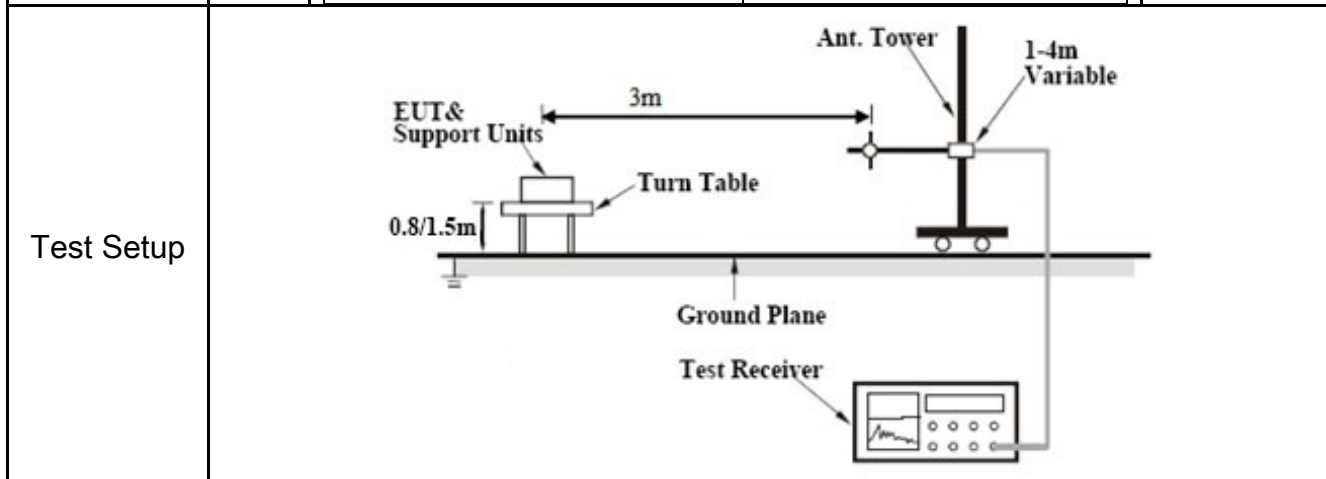 Test Setup
Ant. Tower
1-4m
Variable
3m
EUT&
Support Units
Turn Table
0.8/1.5m
Ground Plane
Test Receiver